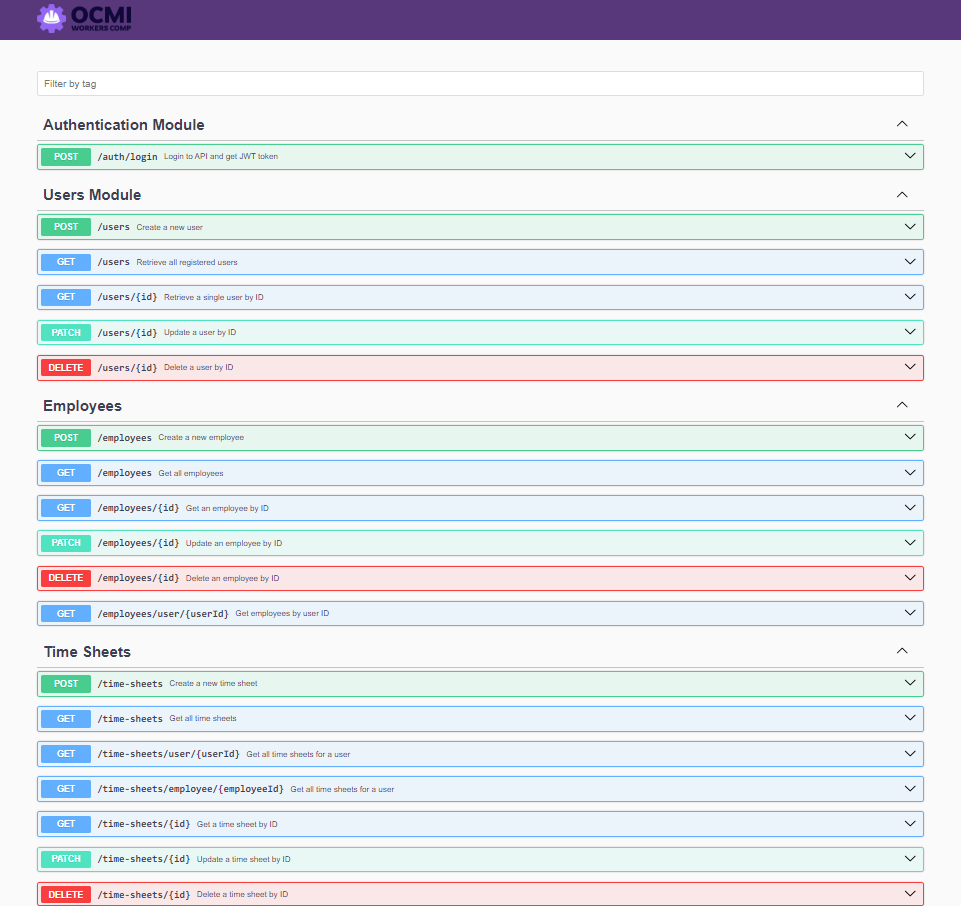 OCMI
WORKERS COMP
Filter by tag
Authentication Module
POST /auth/login Login to API and get JWT token
Users Module
POST /users Create a new user
GET /users Retrieve all registered users
GET /users/{id} Retrieve a single user by ID
PATCH /users/{id} Update a user by ID
DELETE /users/{id} Delete a user by ID
Employees
POST /employees Create a new employee
GET /employees Get all employees
GET /employees/{id} Get an employee by ID
PATCH /employees/{id} Update an employee by ID
DELETE /employees/{id} Delete an employee by ID
GET /employees/user/{userId} Get employees by user ID
Time Sheets
POST /time-sheets Create a new time sheet
GET /time-sheets Get all time sheets
GET /time-sheets/user/{userId} Get all time sheets for a user
GET /time-sheets/employee/{employeeId} Get all time sheets for a user
GET /time-sheets/{id} Get a time sheet by ID
PATCH /time-sheets/{id} Update a time sheet by ID
DELETE /time-sheets/{id} Delete a time sheet by ID